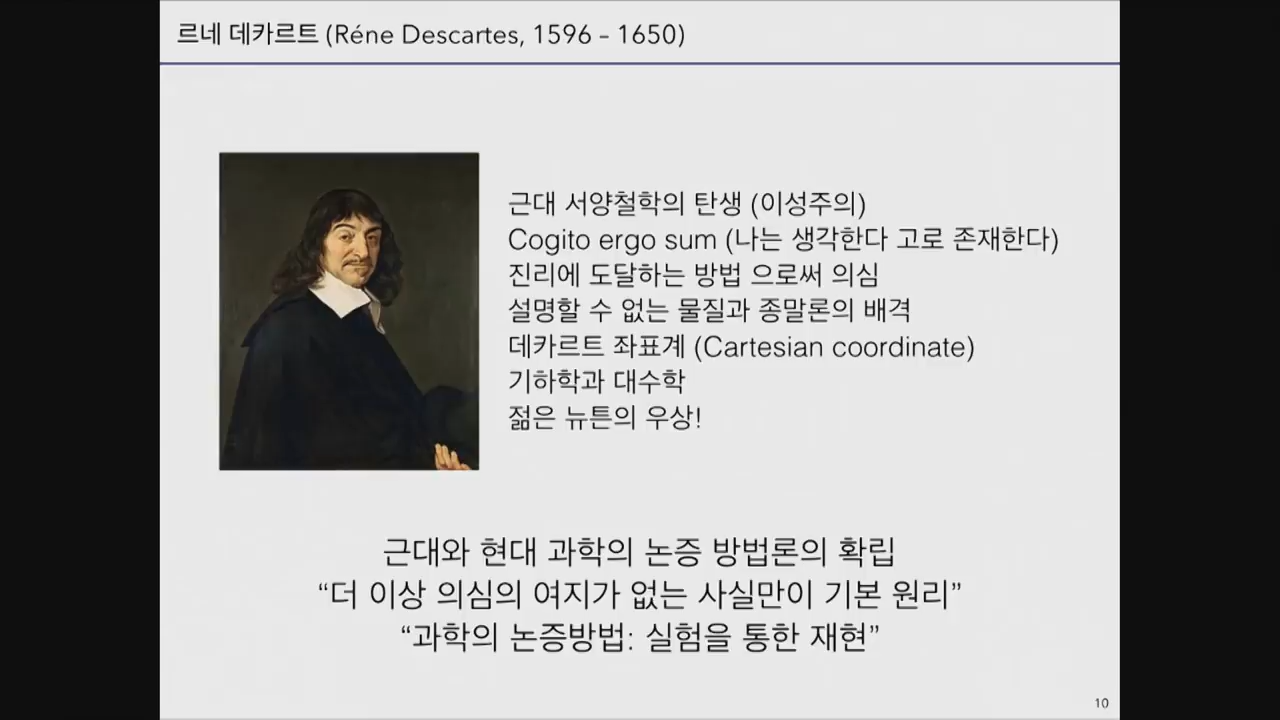 르네 데카르트 (Réne Descartes, 1596 – 1650)
근대 서양철학의 탄생 (이성주의)
Cogito ergo sum (나는 생각한다 고로 존재한다)
진리에 도달하는 방법 으로써 의심
설명할 수 없는 물질과 종말론의 배격
데카르트 좌표계 (Cartesian coordinate)
기하학과 대수학
젊은 뉴튼의 우상!
근대와 현대 과학의 논증 방법론의 확립
“더 이상 의심의 여지가 없는 사실만이 기본 원리”
“과학의 논증방법: 실험을 통한 재현”
10